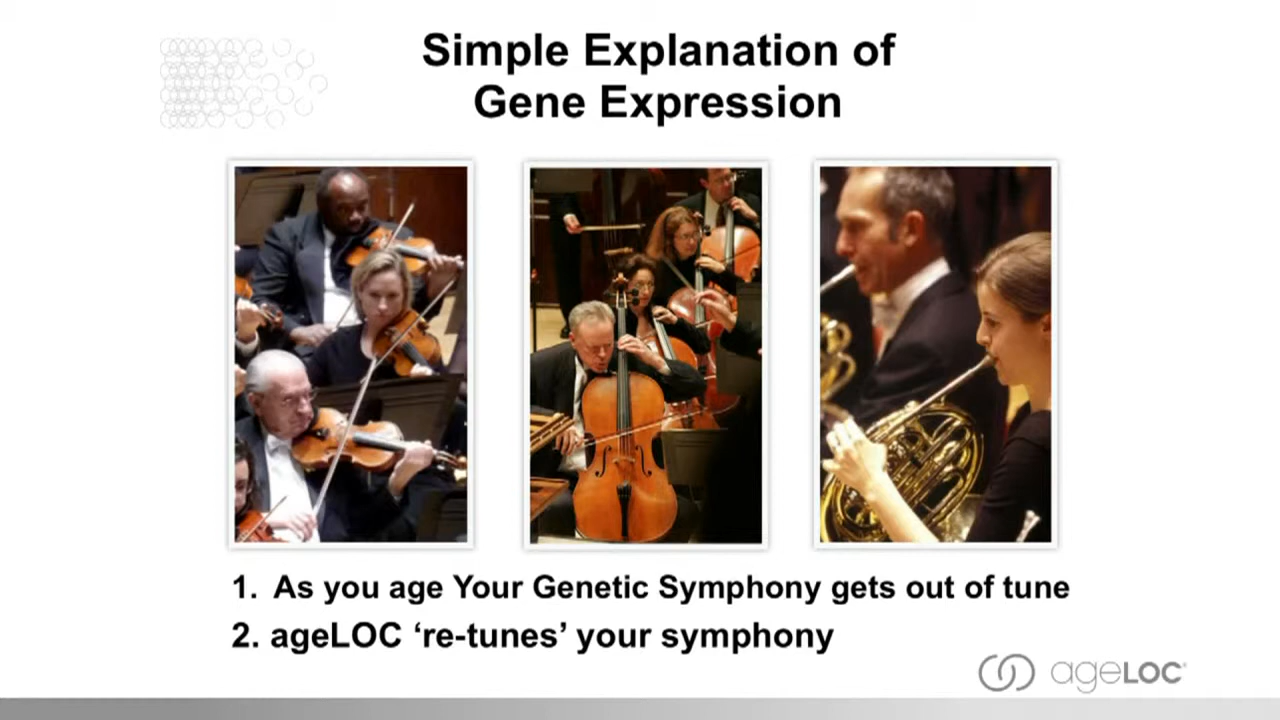 Simple Explanation of
Gene Expression
1. As you age Your Genetic Symphony gets out of tune
2. ageLOC ‘re-tunes’ your symphony
ageLOC